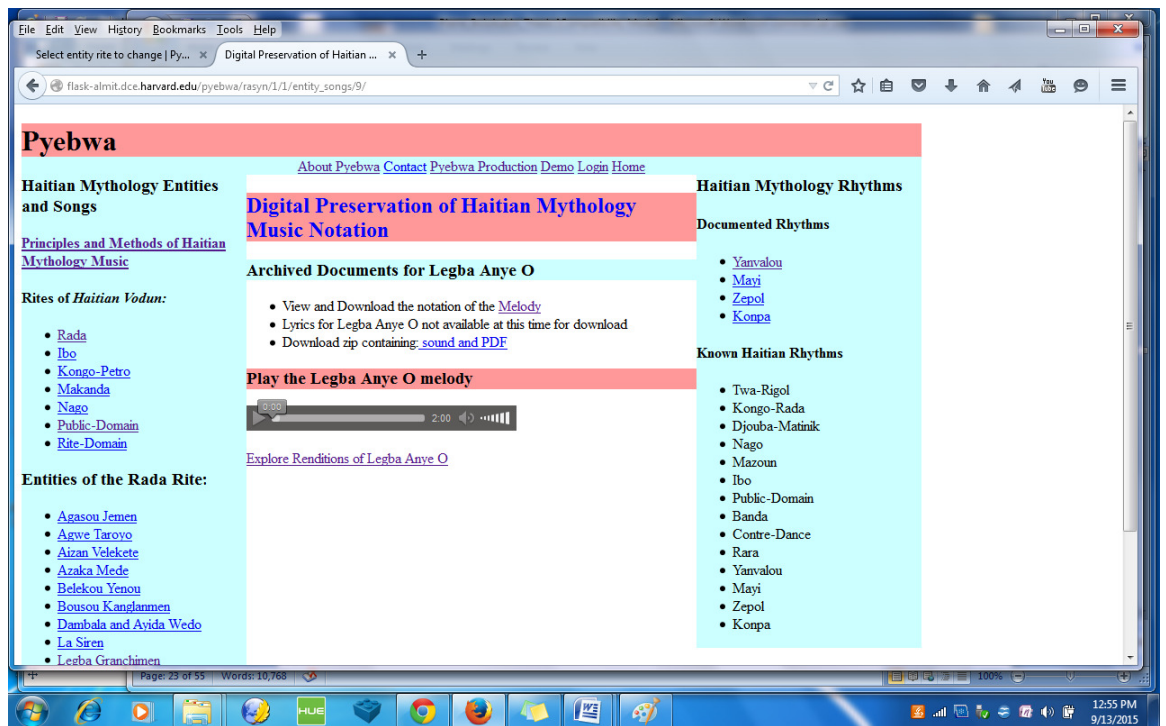 File Edit View History Bookmarks Tools Help
Select entity rite to change | Py...
Digital Preservation of Haitian ...
flask-almit.dce.harvard.edu/pyebwa/rasyn/1/1/entity_songs/9/
You Tube
Pyebwa
About Pyebwa Contact Pyebwa Production Demo Login Home
Haitian Mythology Entities
and Songs
Principles and Methods of Haitian
Mythology Music
Rites of Haitian Vodun:
Rada
Ibo
Kongo-Petro
Makanda
Nago
Public-Domain
Rite-Domain
Entities of the Rada Rite:
Agasou Jemen
Agwe Taroyo
Aizan Velekete
Azaka Mede
Belekou Yenou
Bousou Kanglanmen
Dambala and Ayida Wedo
La Siren
Legba Granchimen
Digital Preservation of Haitian Mythology
Music Notation
Archived Documents for Legba Anye O
View and Download the notation of the Melody
Lyrics for Legba Anye O not available at this time for download
Download zip containing: sound and PDF
Play the Legba Anye O melody
0:00
2:00
Explore Renditions of Legba Anye O
Haitian Mythology Rhythms
Documented Rhythms
Yanvalou
Mayi
Zepol
Konpa
Known Haitian Rhythms
Twa-Rigol
Kongo-Rada
Djouba-Matinik
Nago
Mazoun
Ibo
Public-Domain
Banda
Contre-Dance
Rara
Yanvalou
Mayi
Zepol
Konpa
Page: 23 of 55 Words: 10,768
100%
HUE
12:55 PM
9/13/2015